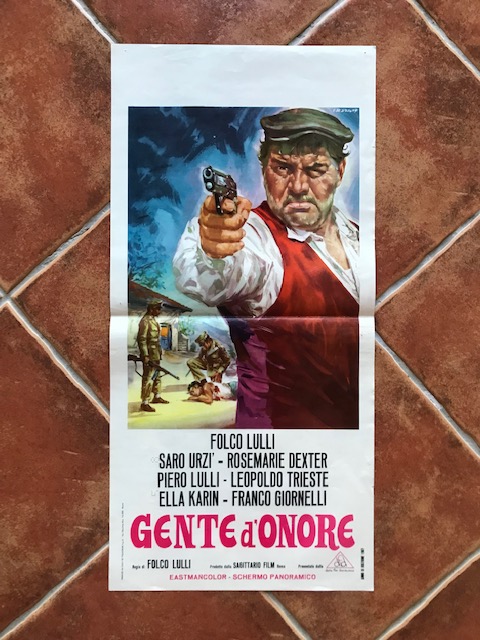 FOLCO LULLI
SARO URZI' - ROSEMARIE DEXTER
PIERO LULLI - LEOPOLDO TRIESTE
ELLA KARIN - FRANCO GIORNELLI
GENTE d'ONORE
Regia di FOLCO LULLI Prodotto dalla SAGITTARIO FILM Roma
EASTMANCOLOR - SCHERMO PANORAMICO